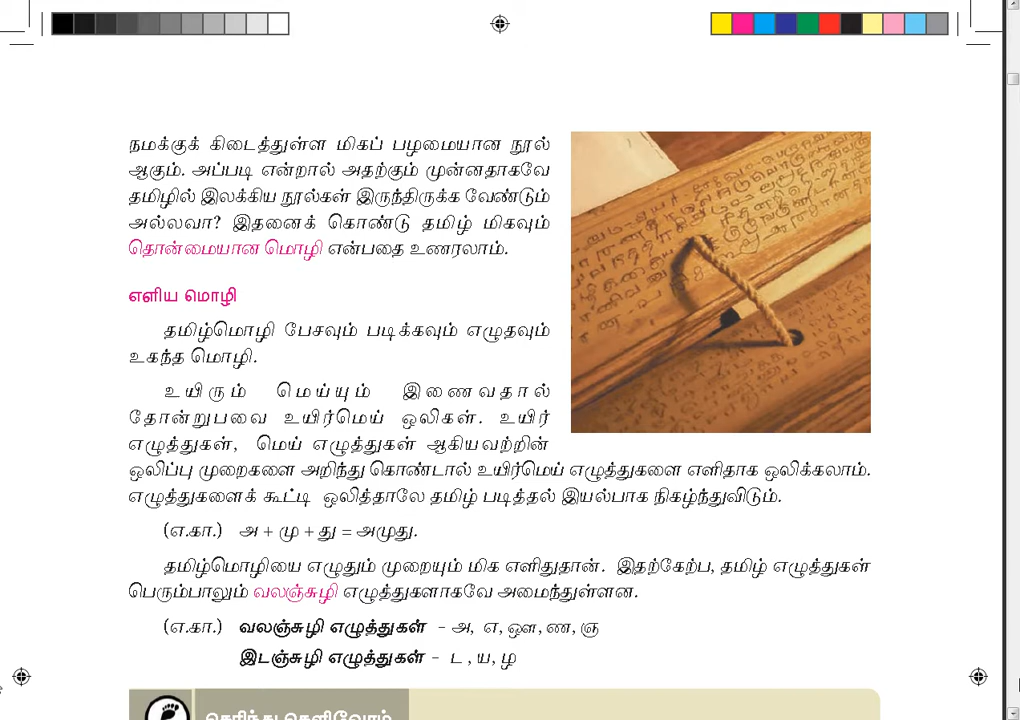 நமக்குக் கிடைத்துள்ள மிகப் பழமையான நூல்
ஆகும். அப்படி என்றால் அதற்கும் முன்னதாகவே
தமிழில் இலக்கிய நூல்கள் இருந்திருக்க வேண்டும்
அல்லவா? இதனைக் கொண்டு தமிழ் மிகவும்
தொன்மையான மொழி என்பதை உணரலாம்.
எளிய மொழி
தமிழ்மொழி பேசவும் படிக்கவும் எழுதவும்
உகந்த மொழி.
உயிரும் மெய்யும் இணைவதால்
தோன்றுபவை உயிர்மெய் ஒலிகள். உயிர்
எழுத்துகள், மெய் எழுத்துகள் ஆகியவற்றின்
ஒலிப்பு முறைகளை அறிந்து கொண்டால் உயிர்மெய் எழுத்துகளை எளிதாக ஒலிக்கலாம்.
எழுத்துகளைக் கூட்டி ஒலித்தாலே தமிழ் படித்தல் இயல்பாக நிகழ்ந்துவிடும்.
(எ.கா.) அ + மு + து = அமுது.
தமிழ்மொழியை எழுதும் முறையும் மிக எளிதுதான். இதற்கேற்ப, தமிழ் எழுத்துகள்
பெரும்பாலும் வலஞ்சுழி எழுத்துகளாகவே அமைந்துள்ளன.
(எ.கா.) வலஞ்சுழி எழுத்துகள் - அ, எ, ஔ, ண, ஞ
இடஞ்சுழி எழுத்துகள் - ட , ய, ழ
தெரிந்து தெளிவோம்